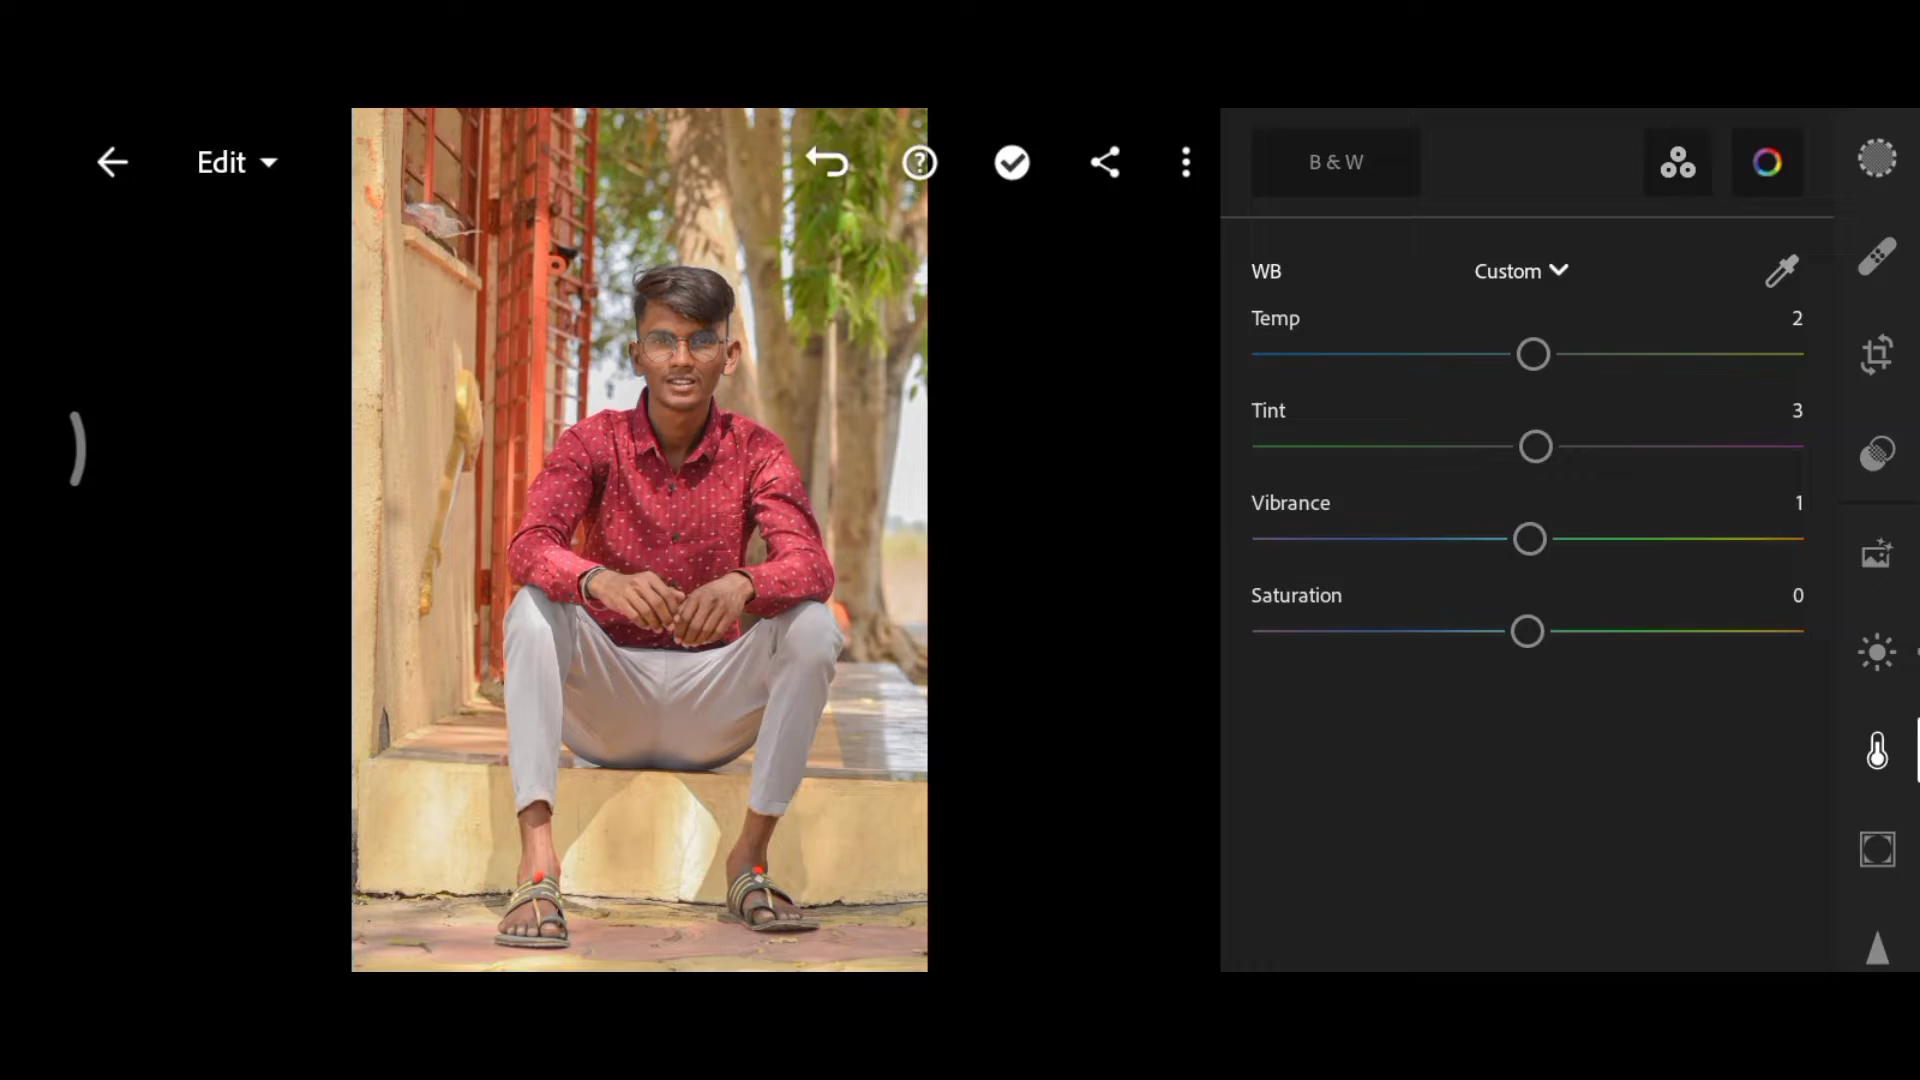 Edit
B & W
WB Custom
Temp 2
Tint 3
Vibrance 1
Saturation 0